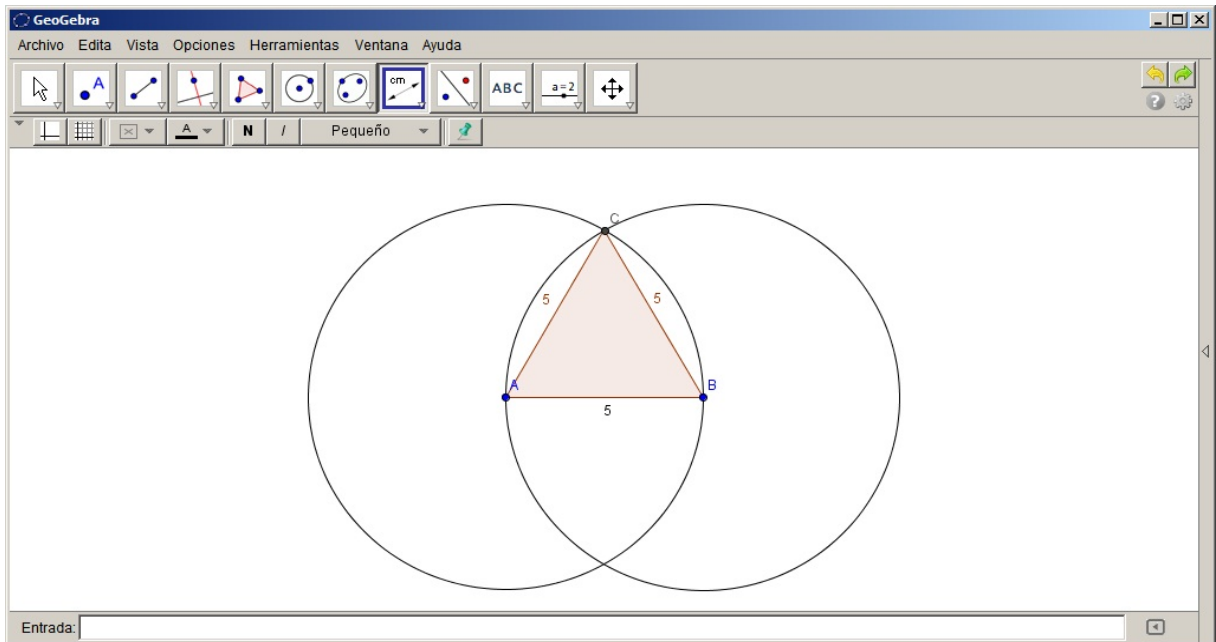 GeoGebra
Archivo Edita Vista Opciones Herramientas Ventana Ayuda
A cm ABC a=2
A N I Pequeño
C
5 5
A B
5
Entrada: